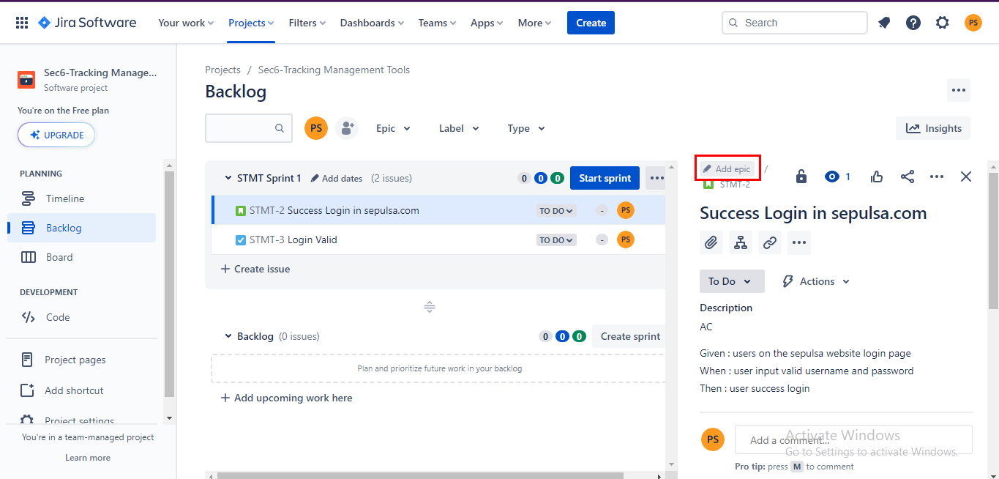 Jira Software Your work Projects Filters Dashboards Teams Apps More Create Search PS
Sec6-Tracking Manage...
Software project
You're on the Free plan
UPGRADE
PLANNING
Timeline
Backlog
Board
DEVELOPMENT
Code
Project pages
Add shortcut
Project settings
You're in a team-managed project
Learn more
Projects / Sec6-Tracking Management Tools
Backlog
PS Epic Label Type Insights
STMT Sprint 1 Add dates (2 issues) 0 0 0 Start sprint
STMT-2 Success Login in sepulsa.com TO DO - PS
STMT-3 Login Valid TO DO - PS
+ Create issue
Backlog (0 issues) 0 0 0 Create sprint
Plan and prioritize future work in your backlog
+ Add upcoming work here
Add epic /
STMT-2
1
Success Login in sepulsa.com
To Do Actions
Description
AC
Given : users on the sepulsa website login page
When : user input valid username and password
Then : user success login
PS Add a comment...
Pro tip: press M to comment
Activate Windows
Go to Settings to activate Windows.